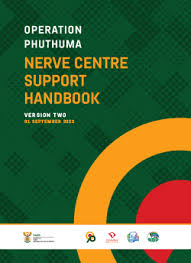 OPERATION
PHUTHUMA
NERVE CENTRE
SUPPORT
HANDBOOK
VERSION TWO